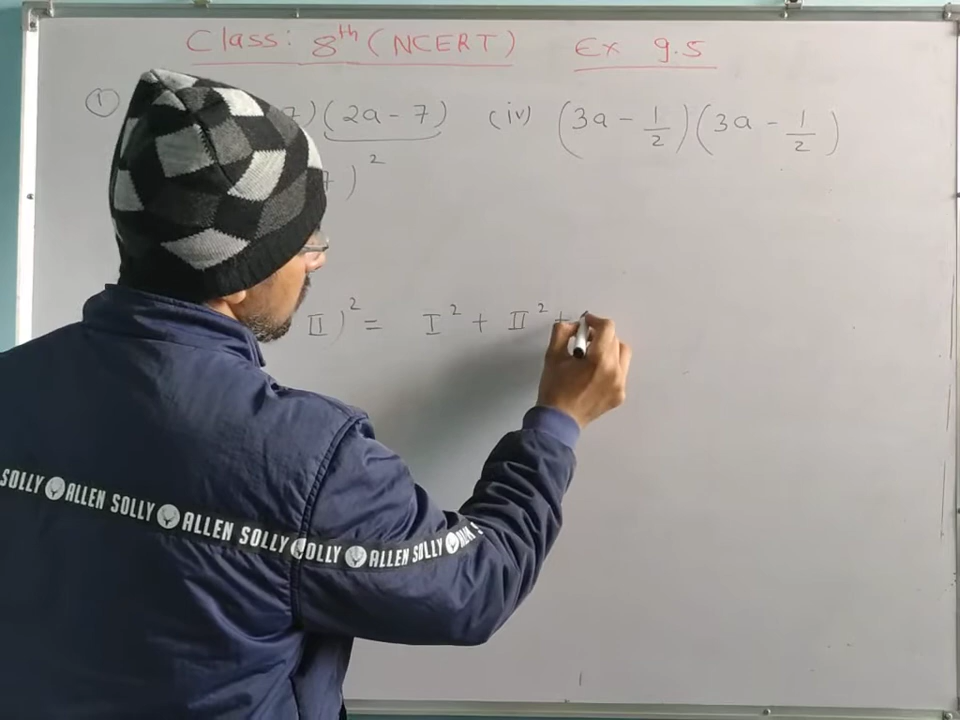 Class: 8th (NCERT) Ex 9.5
① 7)(2a - 7) (iv) (3a - 1/2)(3a - 1/2)
7)²
II)² = I² + II² +
SOLLY ALLEN SOLLY ALLEN SOLLY OLLY ALLEN SOLLY